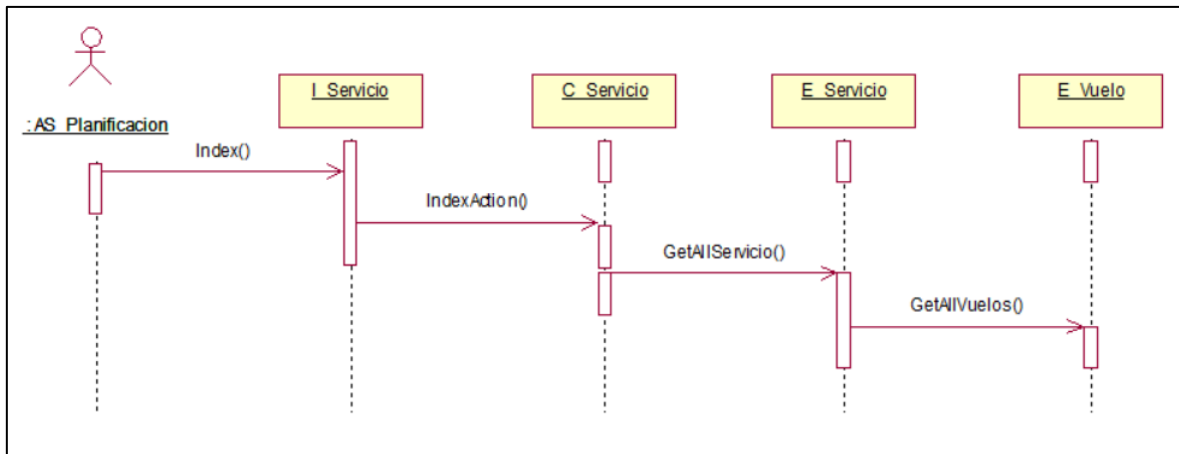 I_Servicio
C_Servicio
E_Servicio
E_Vuelo
:AS_Planificacion
Index()
IndexAction()
GetAllServicio()
GetAllVuelos()